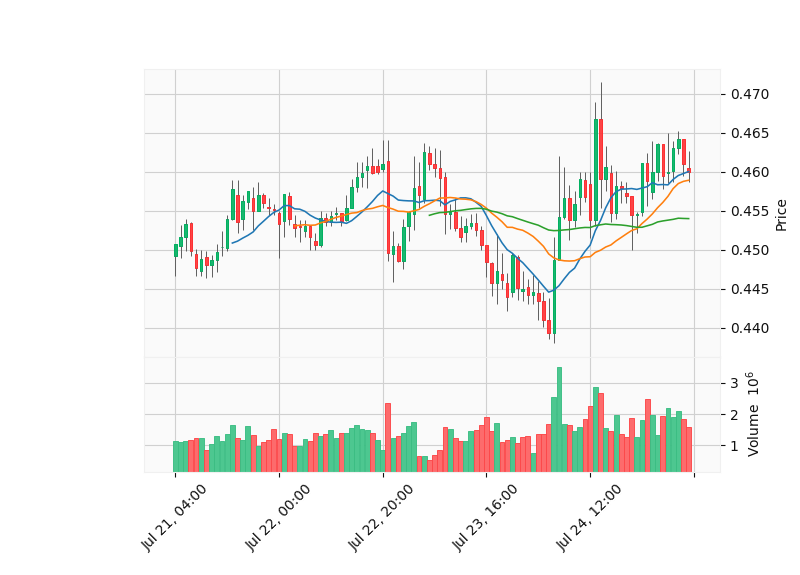 0.470
0.465
0.460
0.455
0.450
0.445
0.440
Price
3
2
1
Volume 10^6
Jul 21, 04:00
Jul 22, 00:00
Jul 22, 20:00
Jul 23, 16:00
Jul 24, 12:00